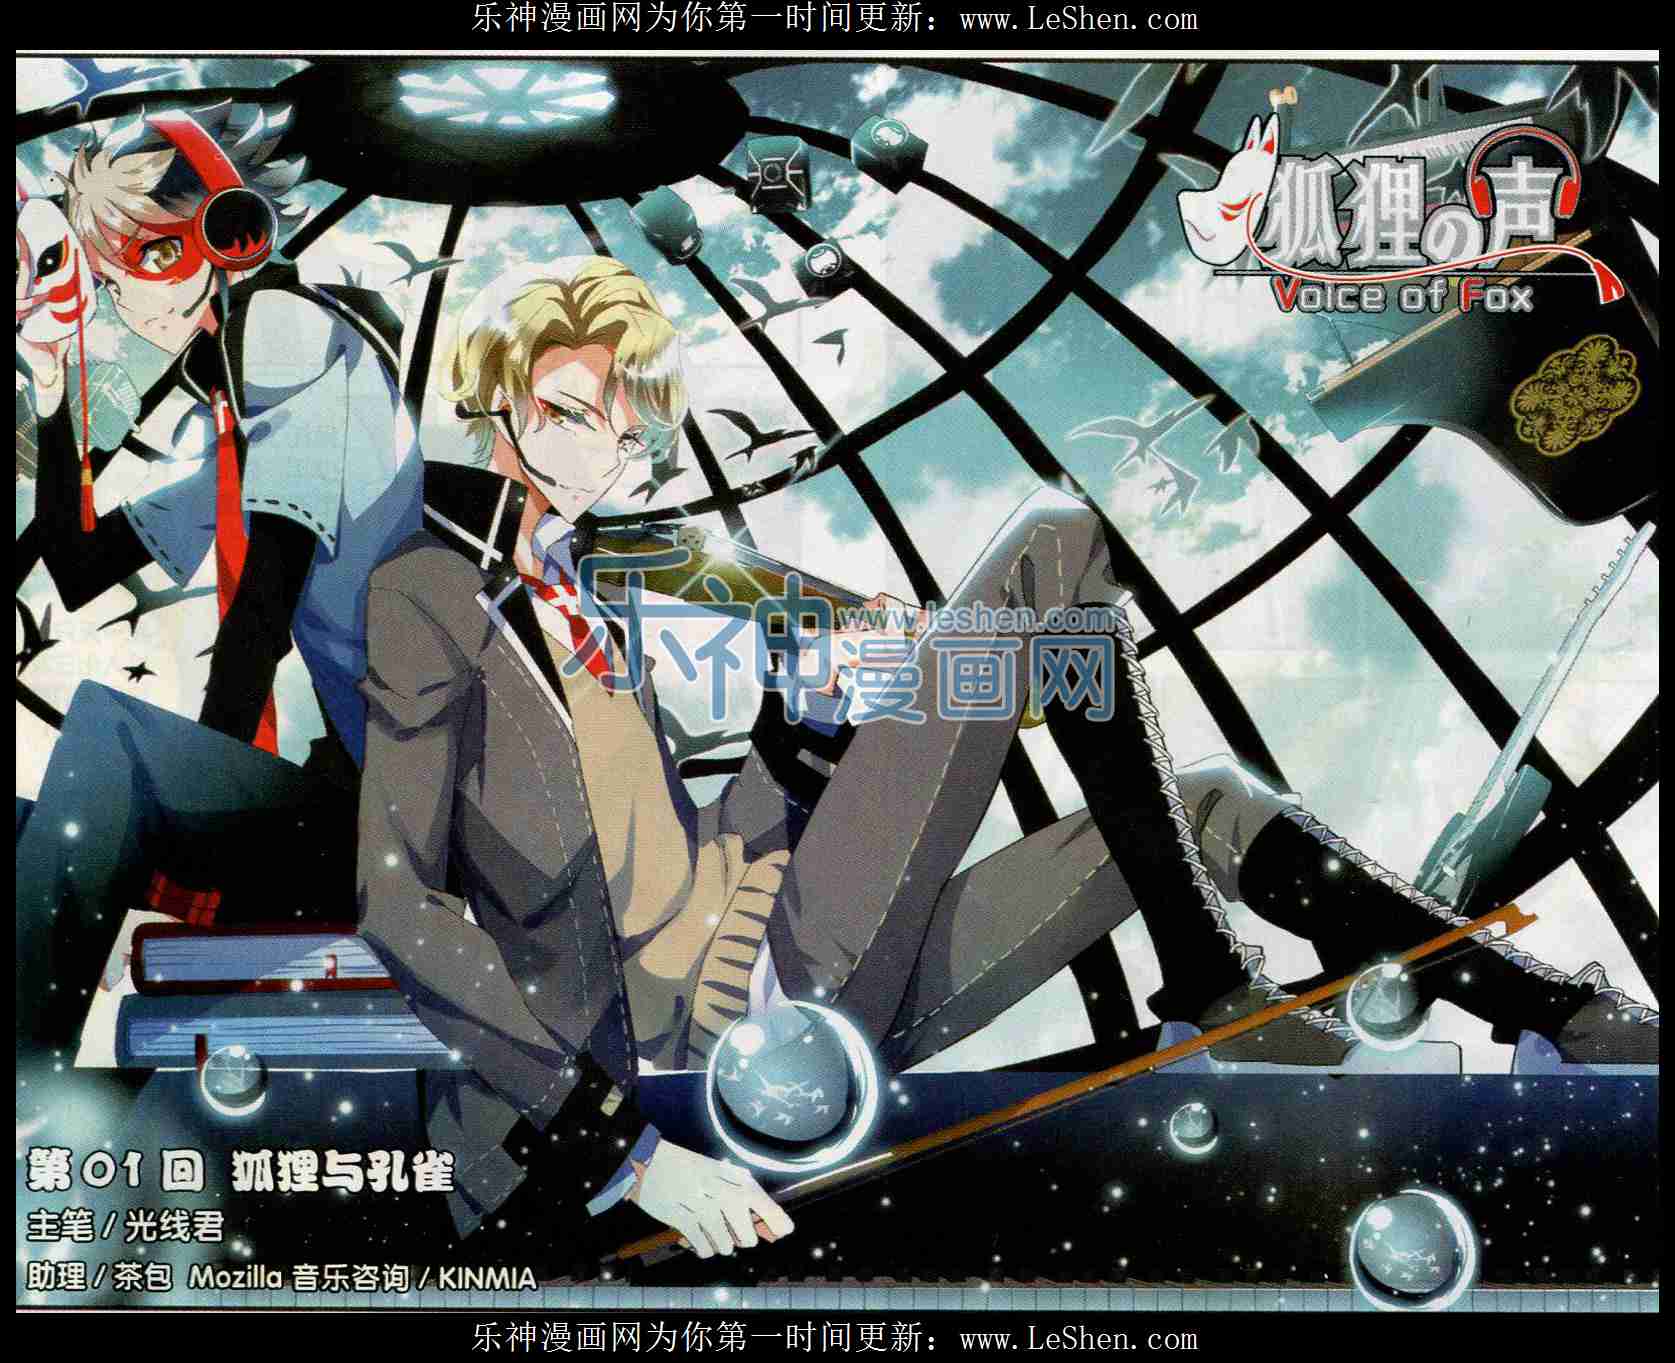 乐神漫画网为你第一时间更新：www.LeShen.com
狐狸の声
Voice of Fox
乐神漫画网
www.leshen.com
第01回 狐狸与孔雀
主笔/光线君
助理/茶包 Mozilla 音乐咨询/KINMIA
乐神漫画网为你第一时间更新：www.LeShen.com